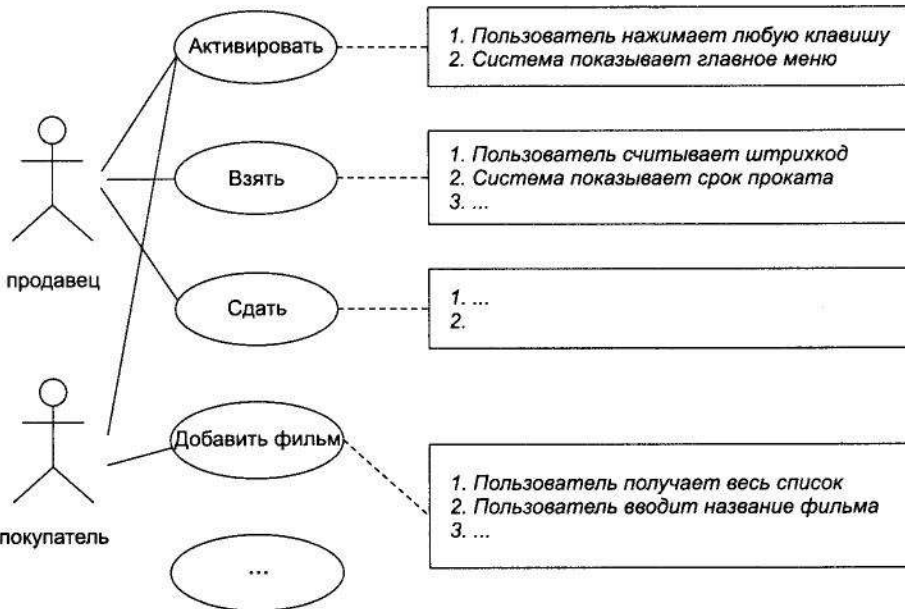 Активировать
1. Пользователь нажимает любую клавишу
2. Система показывает главное меню
Взять
1. Пользователь считывает штрихкод
2. Система показывает срок проката
3. ...
продавец
Сдать
1. ...
2.
Добавить фильм
1. Пользователь получает весь список
2. Пользователь вводит название фильма
3. ...
покупатель
...